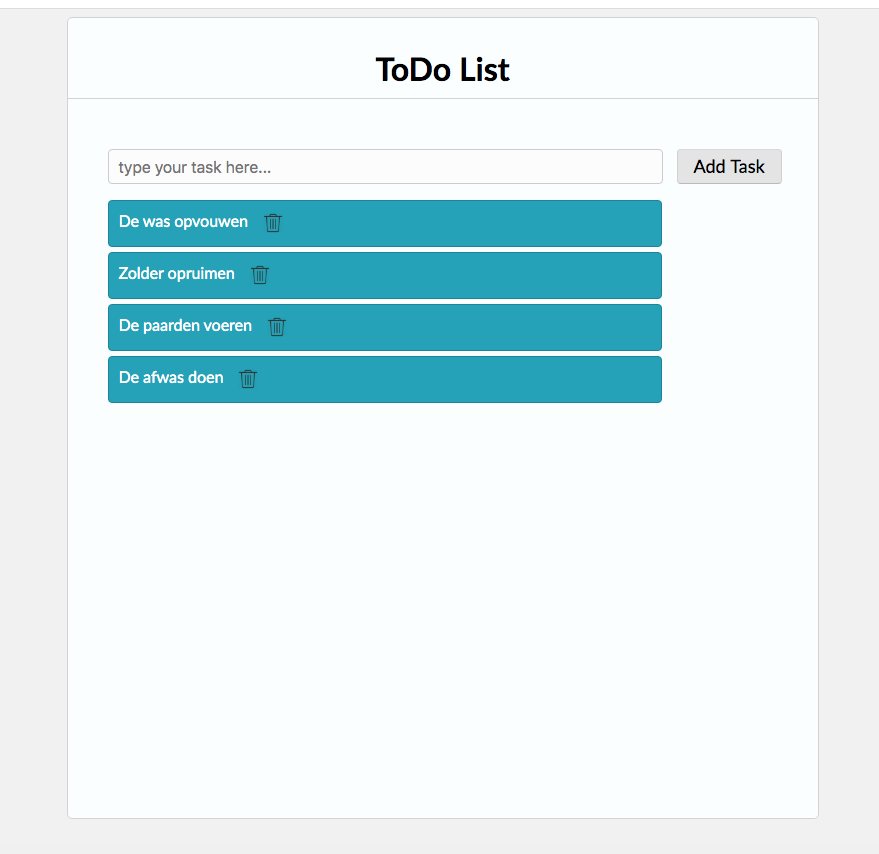 ToDo List
type your task here...
Add Task
De was opvouwen
Zolder opruimen
De paarden voeren
De afwas doen